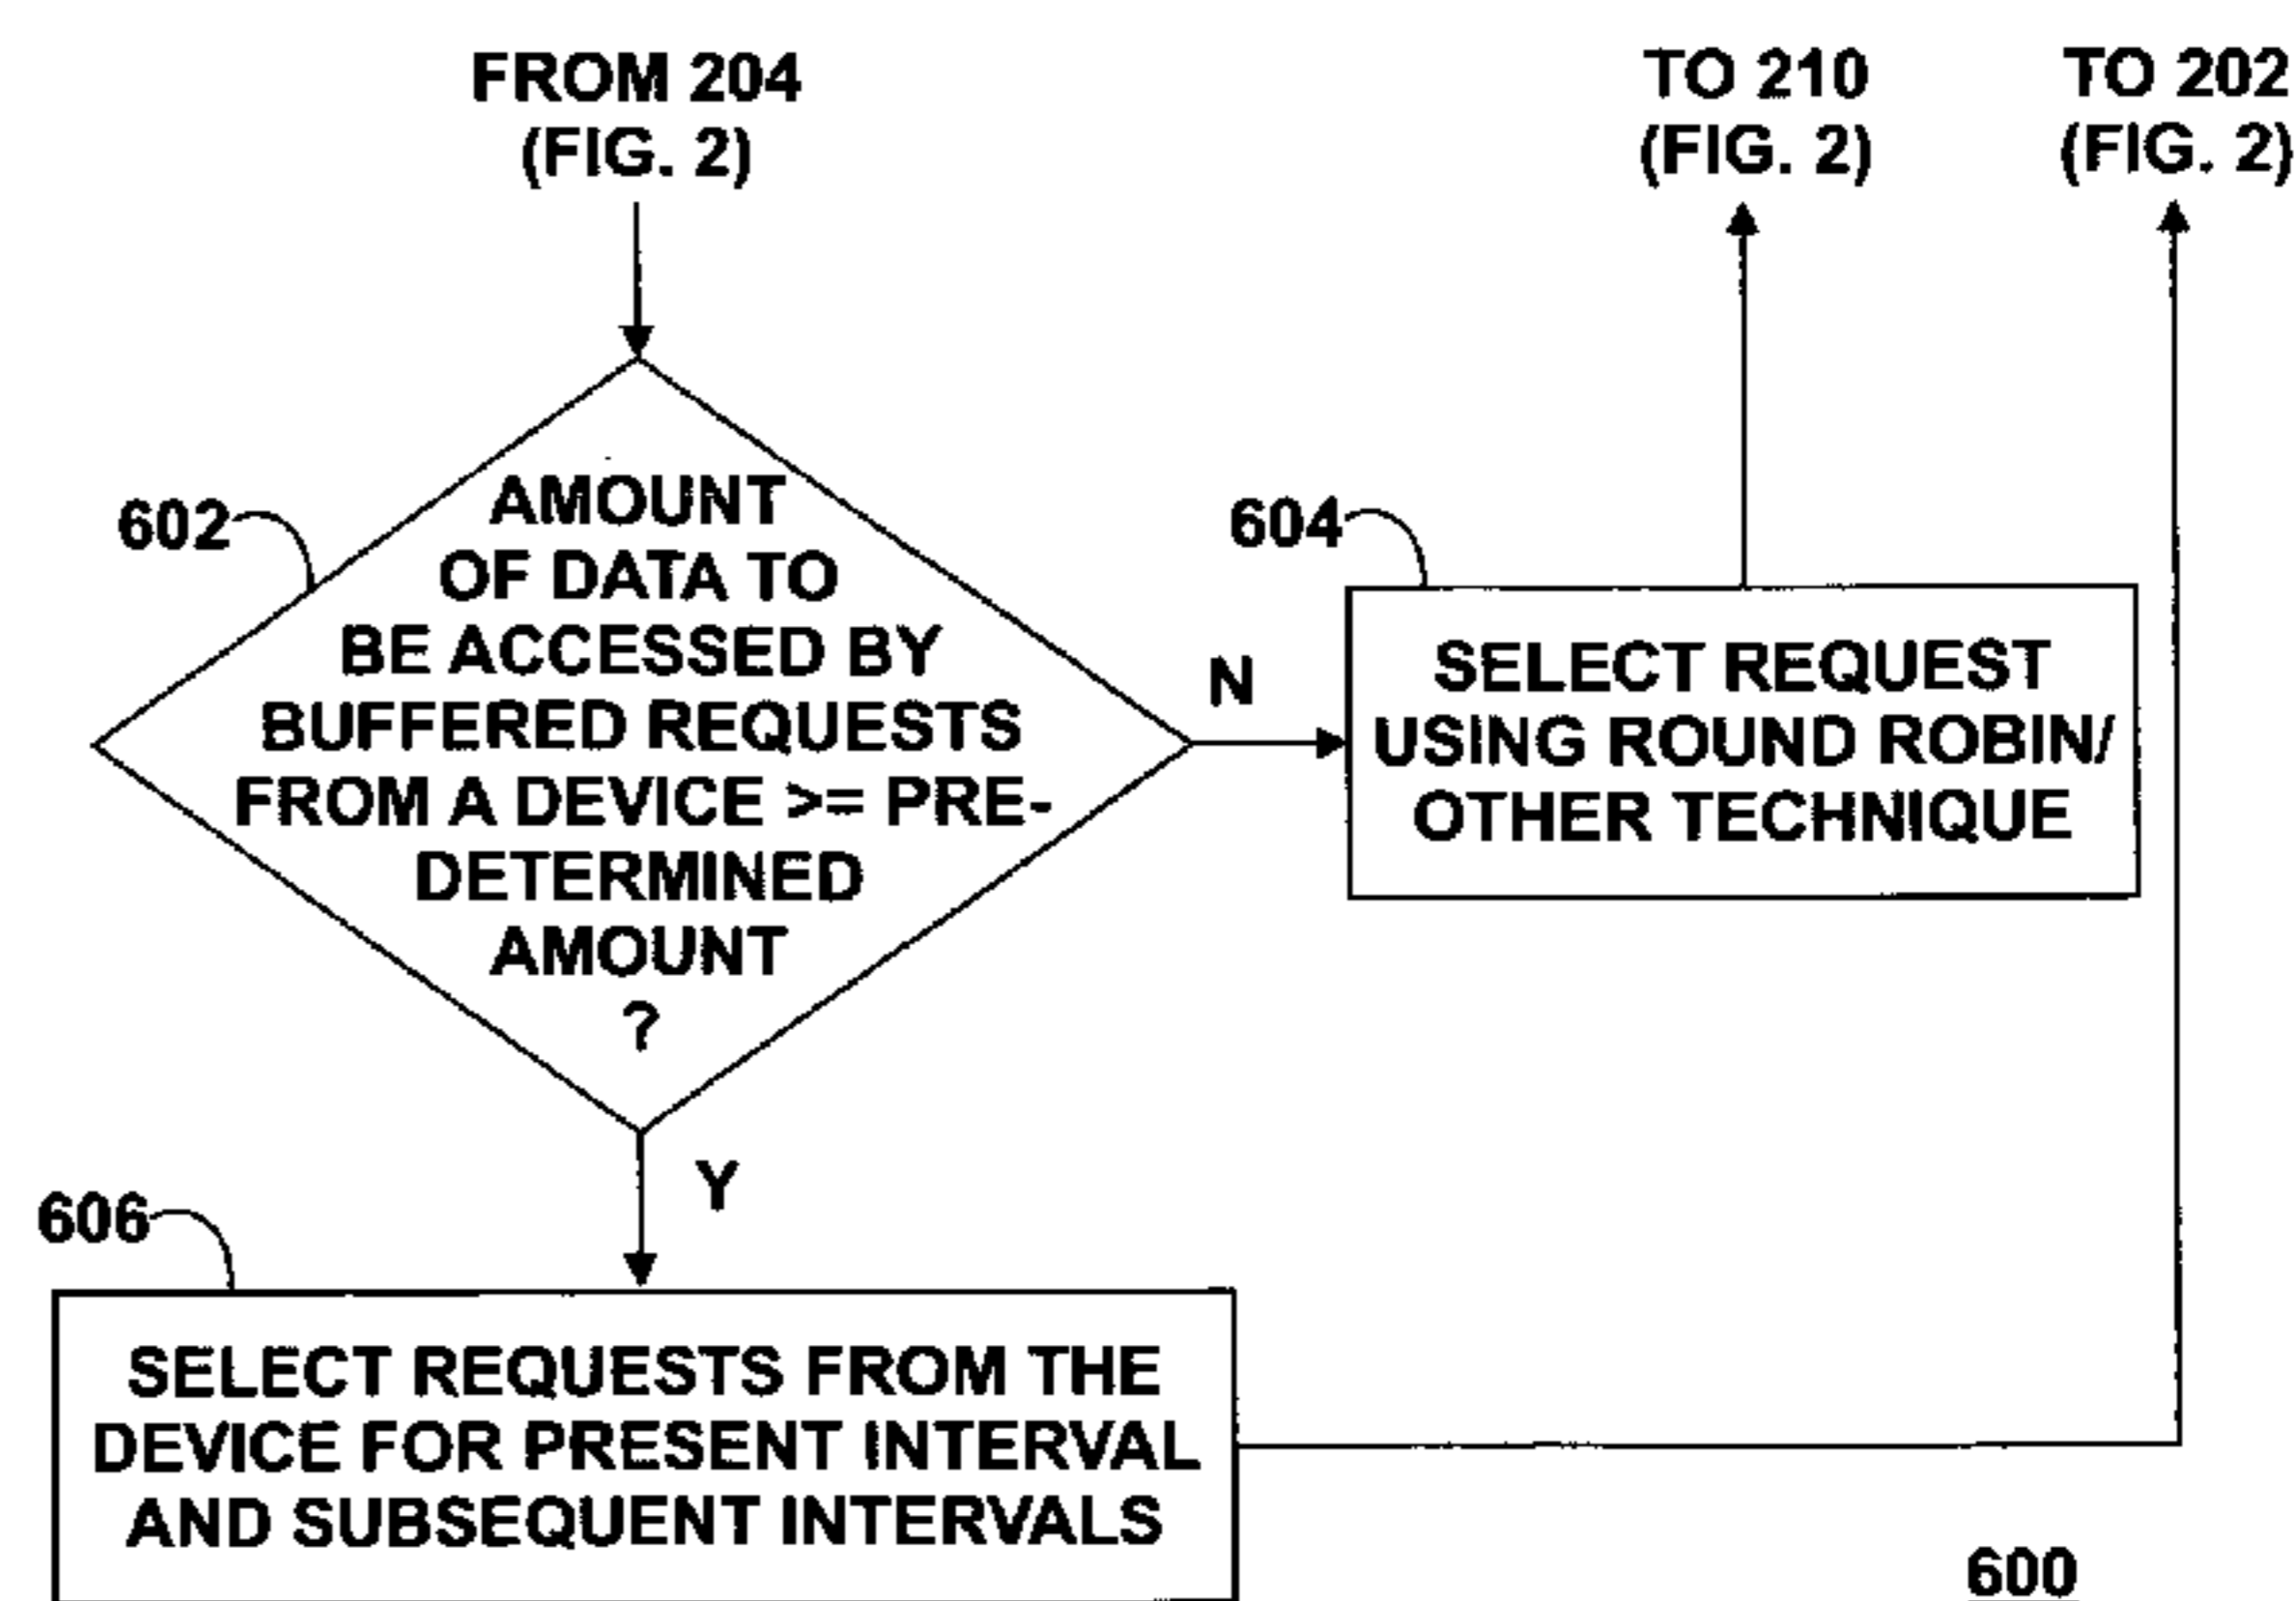 FROM 204
(FIG. 2)
TO 210
(FIG. 2)
TO 202
(FIG. 2)
602
AMOUNT
OF DATA TO
BE ACCESSED BY
BUFFERED REQUESTS
FROM A DEVICE >= PRE-
DETERMINED
AMOUNT
?
N
604
SELECT REQUEST
USING ROUND ROBIN/
OTHER TECHNIQUE
Y
606
SELECT REQUESTS FROM THE
DEVICE FOR PRESENT INTERVAL
AND SUBSEQUENT INTERVALS
600